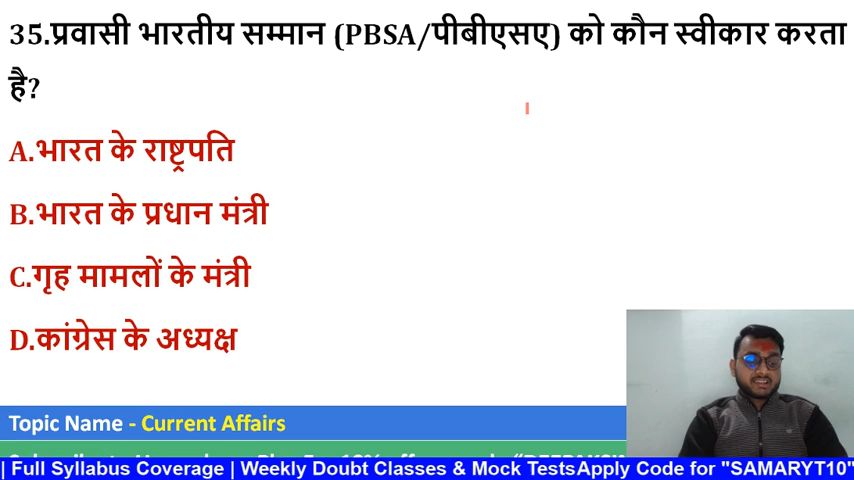 35.प्रवासी भारतीय सम्मान (PBSA/पीबीएसए) को कौन स्वीकार करता
है?
A.भारत के राष्ट्रपति
B.भारत के प्रधान मंत्री
C.गृह मामलों के मंत्री
D.कांग्रेस के अध्यक्ष
Topic Name - Current Affairs
| Full Syllabus Coverage | Weekly Doubt Classes & Mock TestsApply Code for "SAMARYT10"